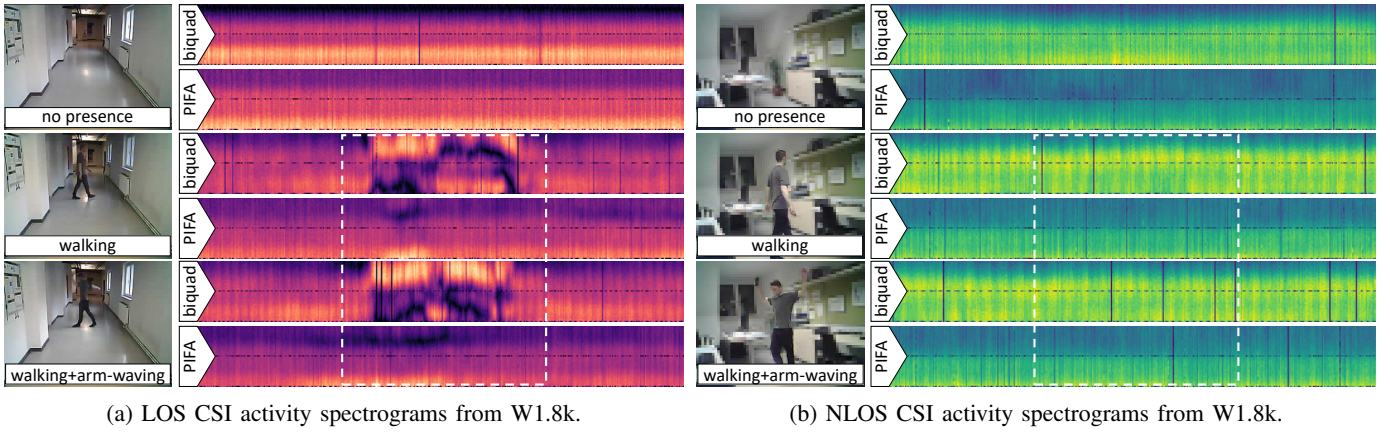 biquad
no presence
PIFA
biquad
walking
PIFA
biquad
walking+arm-waving
PIFA
(a) LOS CSI activity spectrograms from W1.8k.
biquad
no presence
PIFA
biquad
walking
PIFA
biquad
walking+arm-waving
PIFA
(b) NLOS CSI activity spectrograms from W1.8k.